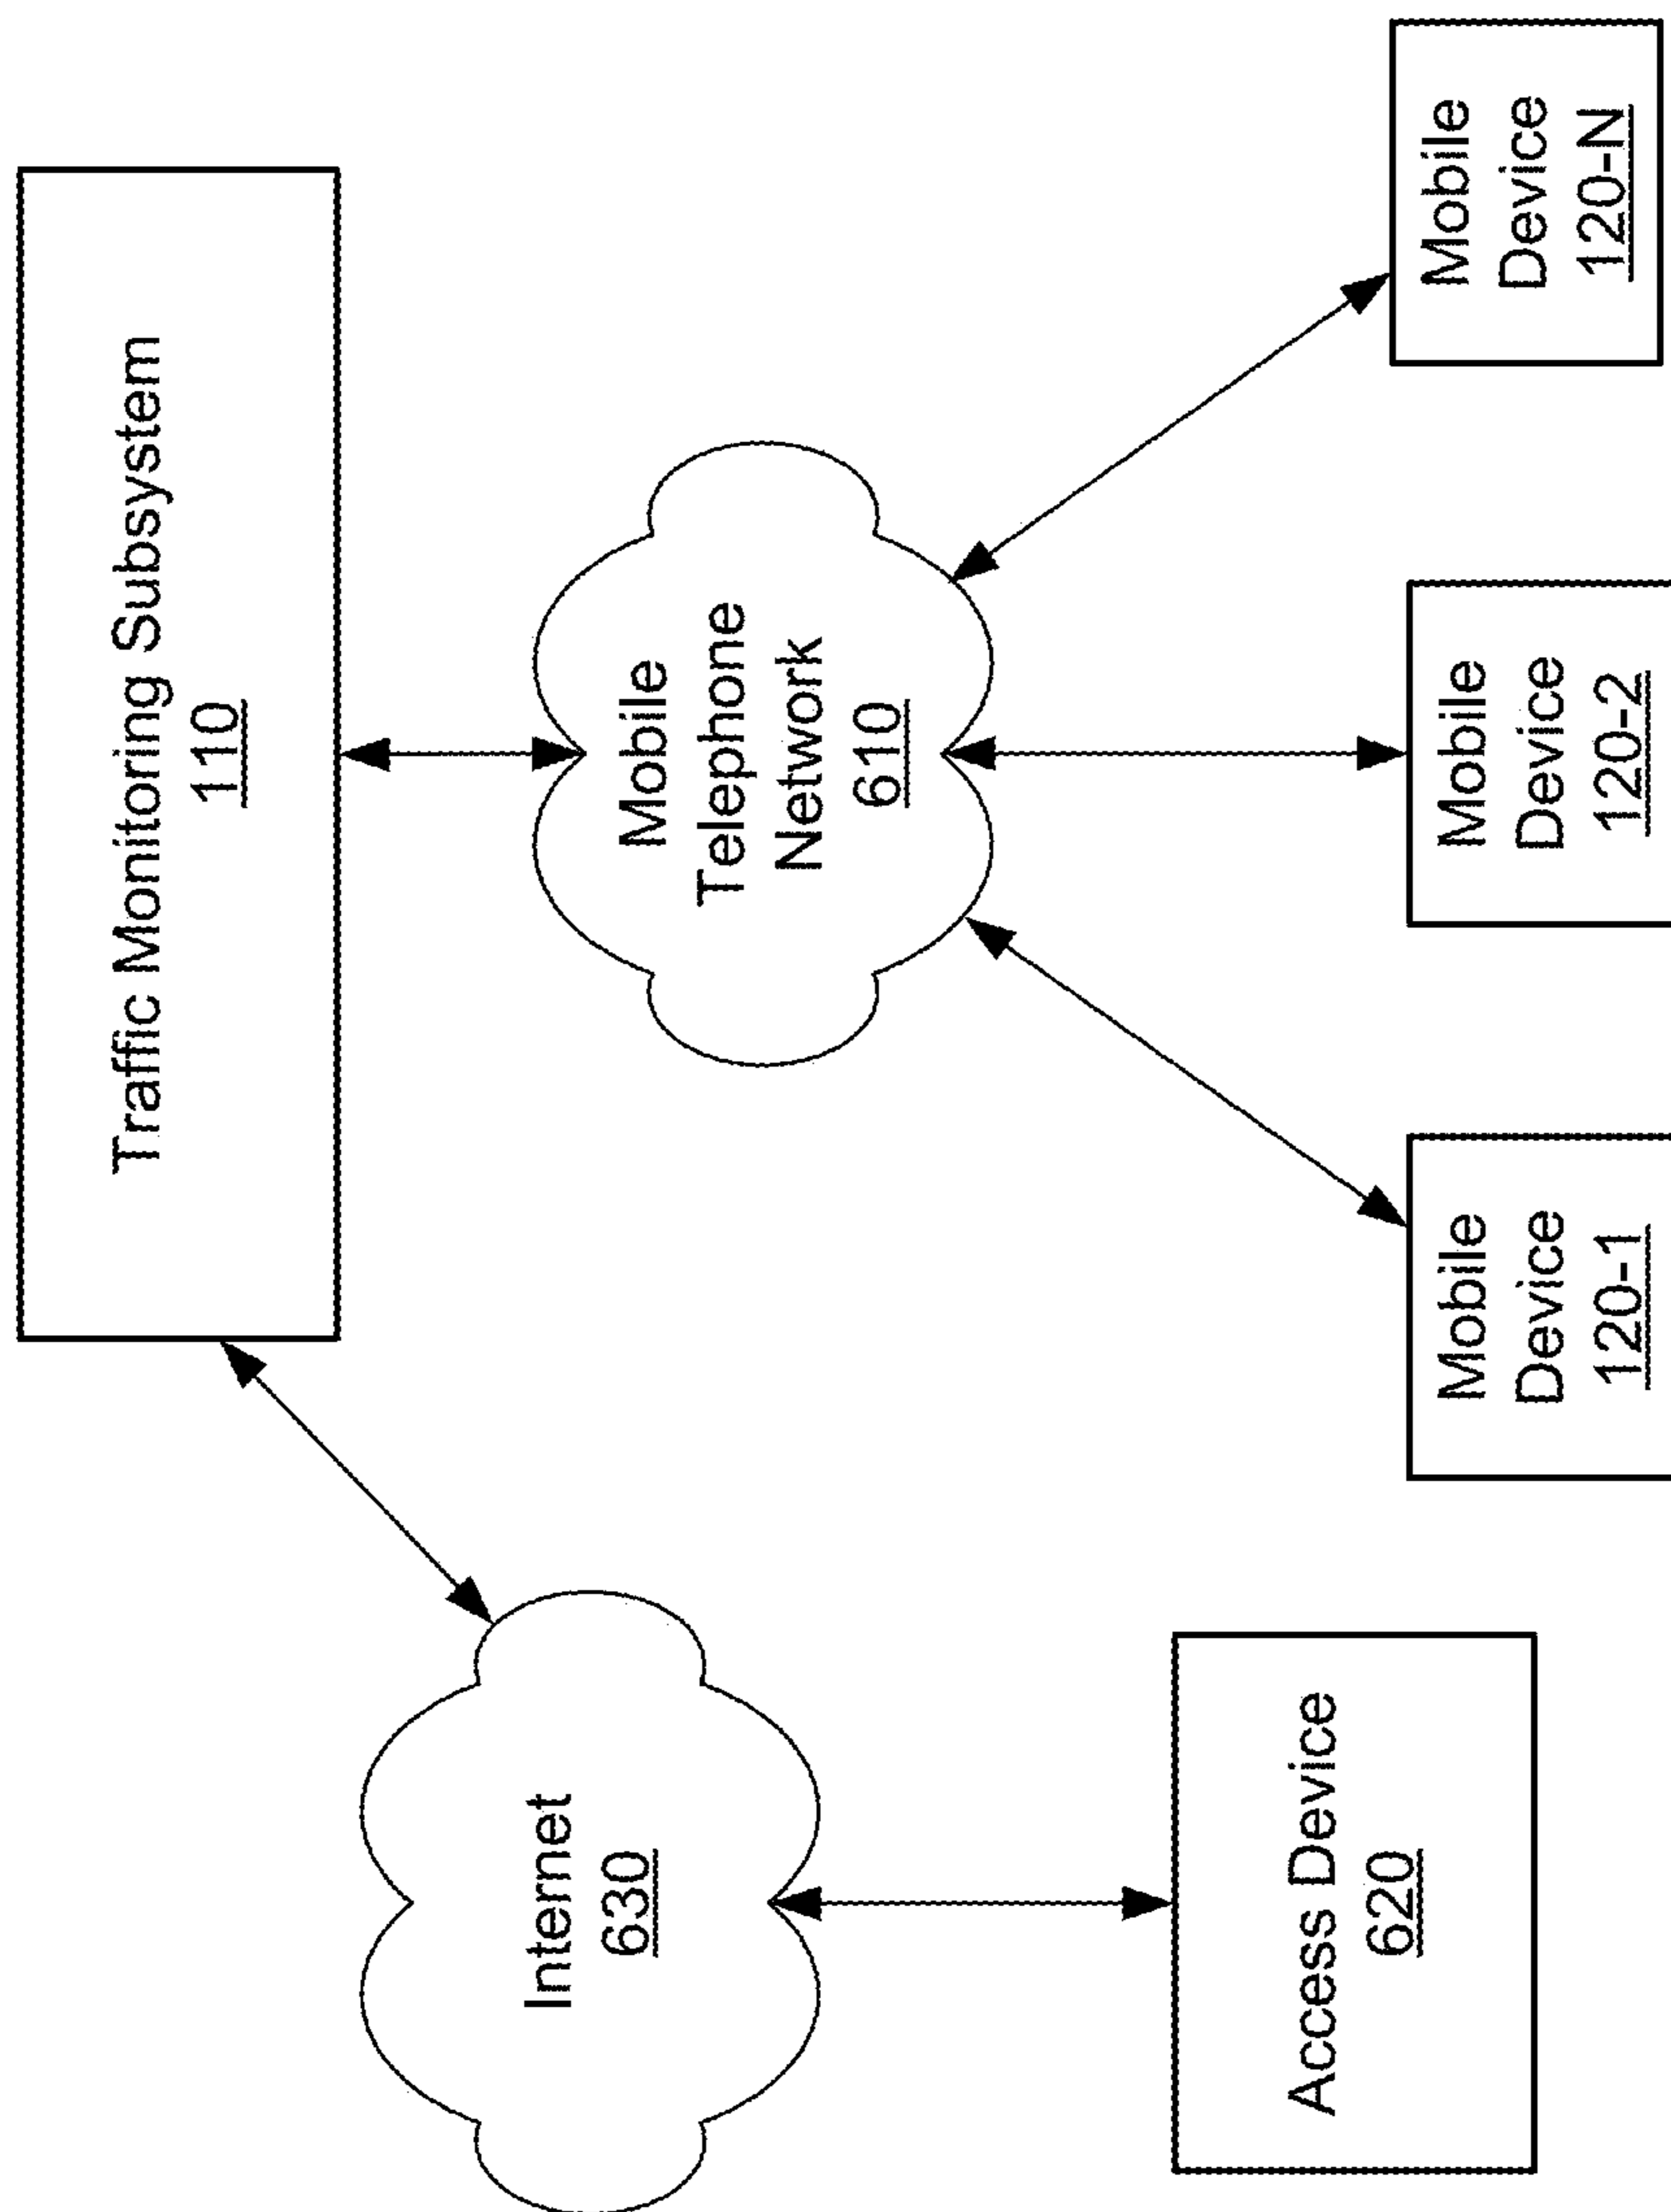 Traffic Monitoring Subsystem
110
Internet
630
Mobile
Telephone
Network
610
Access Device
620
Mobile
Device
120-1
Mobile
Device
120-2
Mobile
Device
120-N